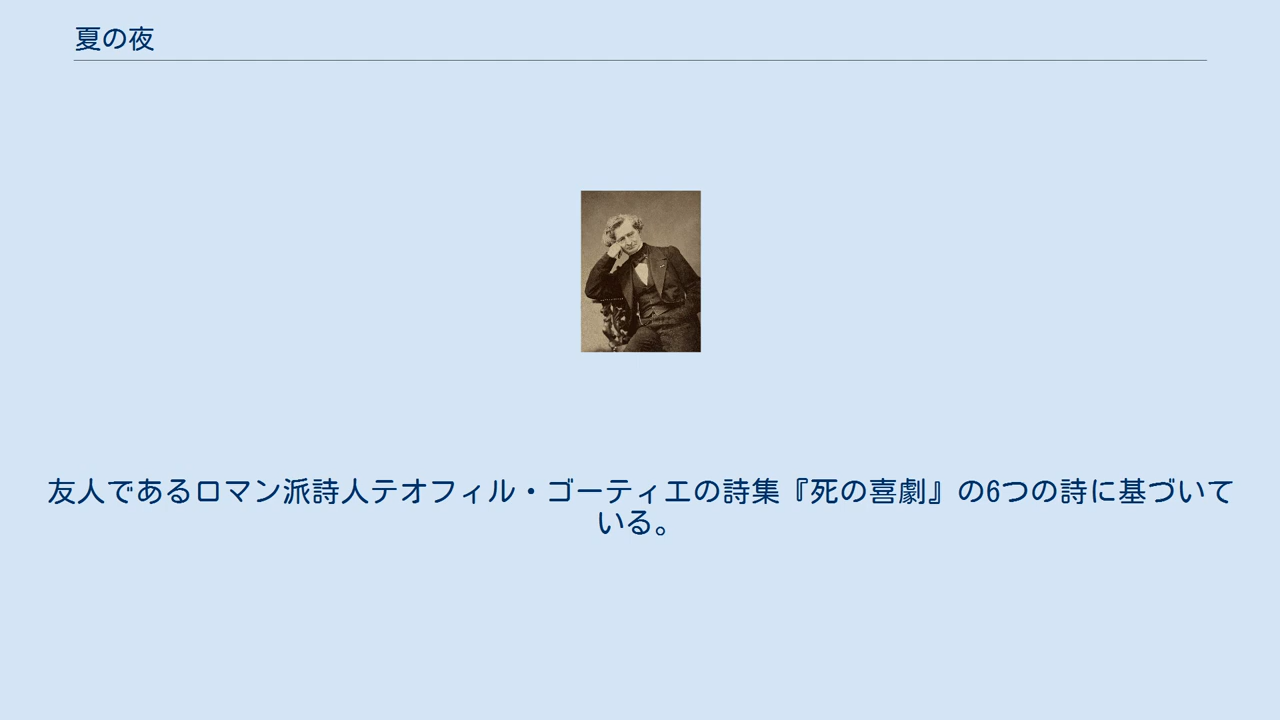 夏の夜
友人であるロマン派詩人テオフィル・ゴーティエの詩集『死の喜劇』の6つの詩に基づいて
いる。